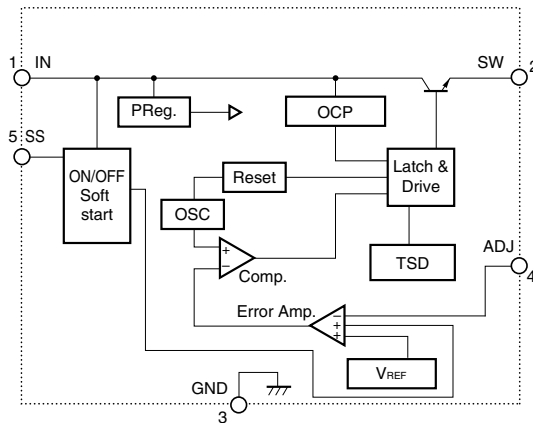 1 IN
SW 2
PReg.
OCP
5 SS
ON/OFF
Soft
start
Latch &
Drive
Reset
OSC
+
−
Comp.
TSD
ADJ
4
Error Amp.
−
+
+
VREF
GND
3